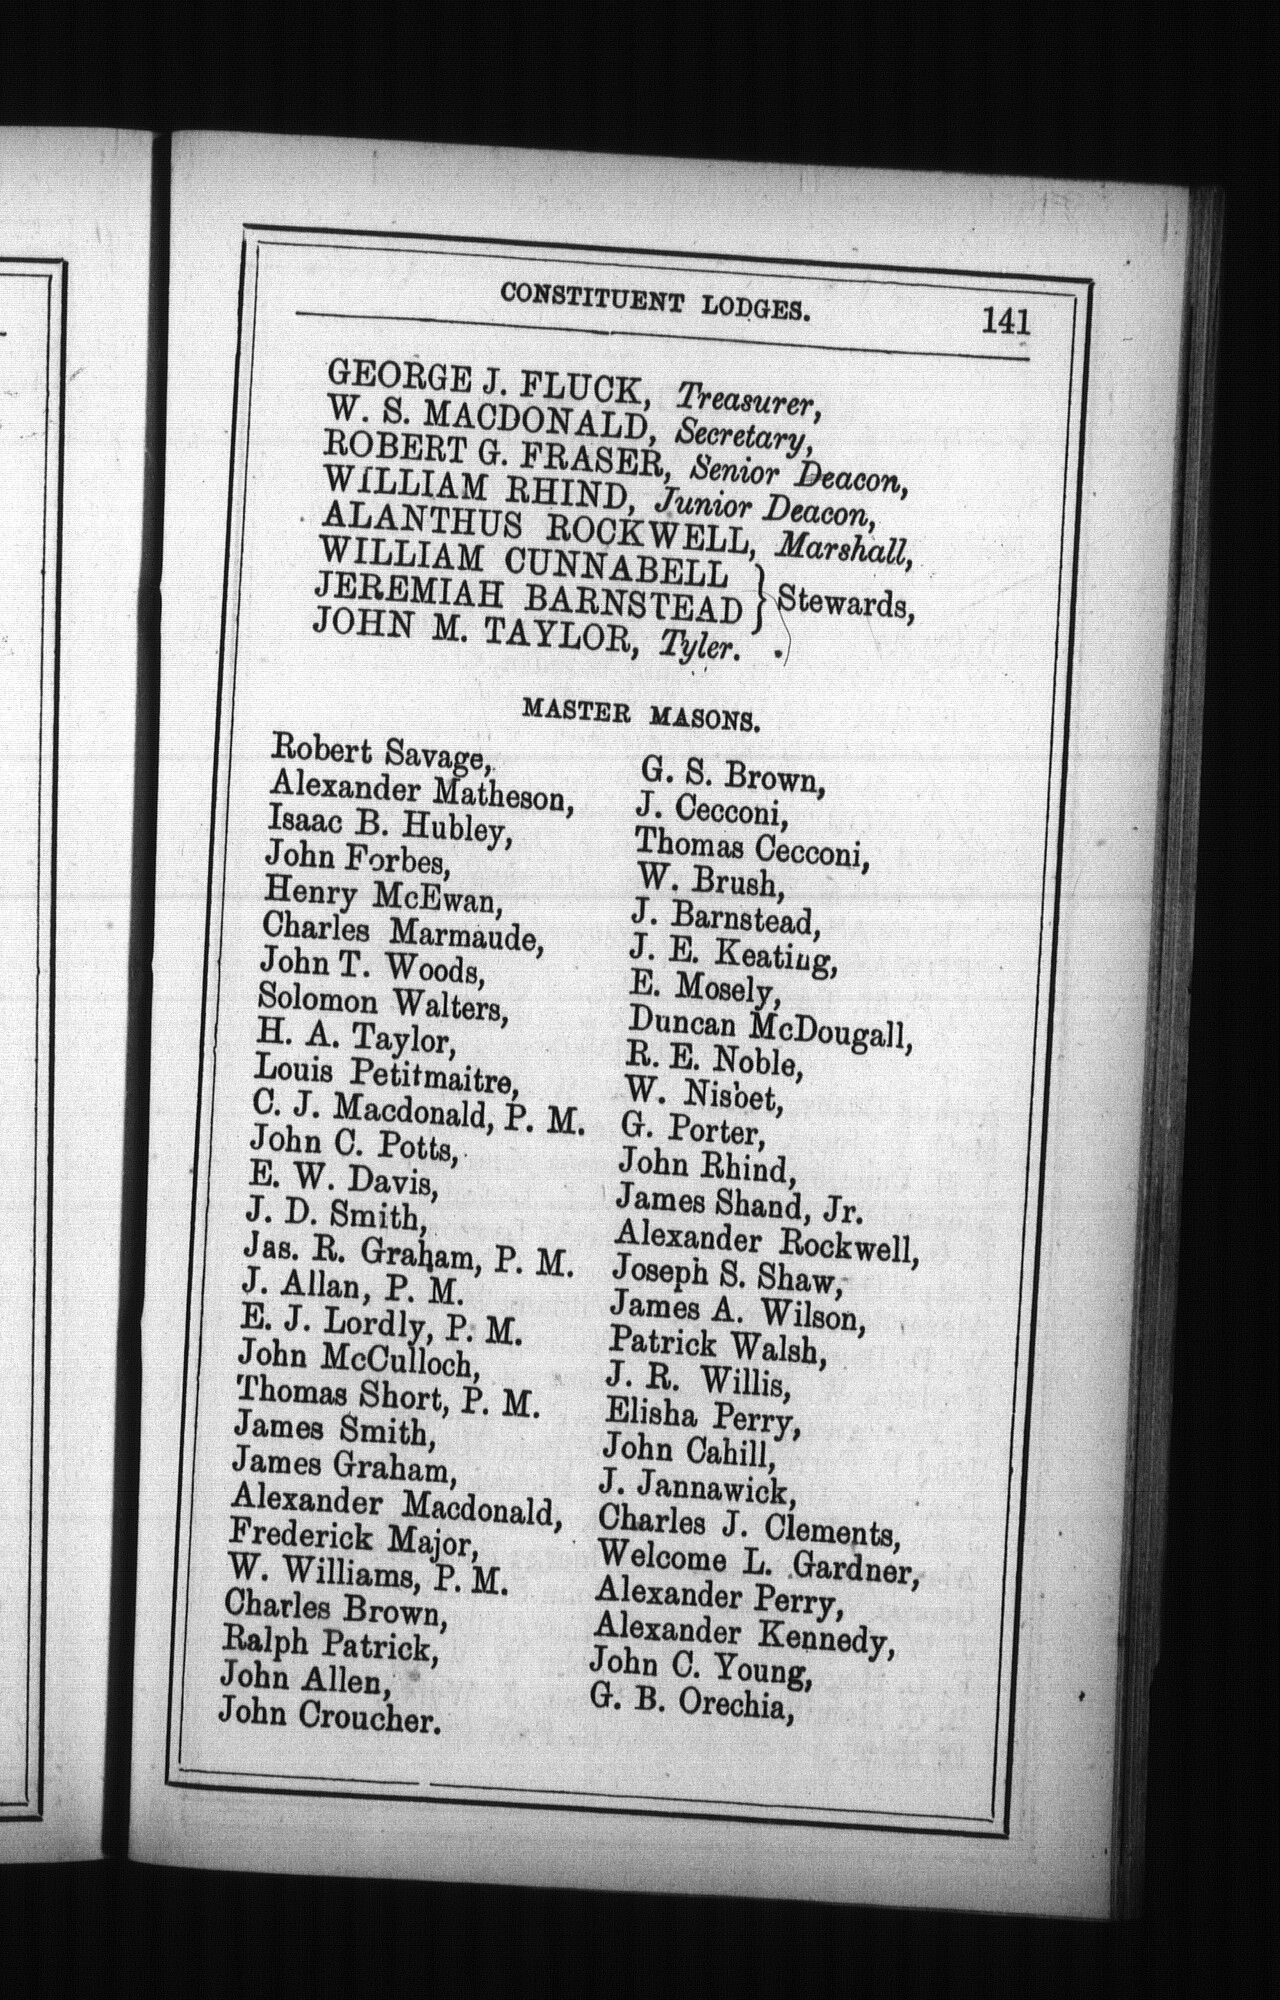 CONSTITUENT LODGES. 141
GEORGE J. FLUCK, Treasurer,
W. S. MACDONALD, Secretary,
ROBERT G. FRASER, Senior Deacon,
WILLIAM RHIND, Junior Deacon,
ALANTHUS ROCKWELL, Marshall,
WILLIAM CUNNABELL
JEREMIAH BARNSTEAD } Stewards,
JOHN M. TAYLOR, Tyler.
MASTER MASONS.
Robert Savage,
Alexander Matheson,
Isaac B. Hubley,
John Forbes,
Henry McEwan,
Charles Marmaude,
John T. Woods,
Solomon Walters,
H. A. Taylor,
Louis Petitmaitre,
C. J. Macdonald, P. M.
John C. Potts,
E. W. Davis,
J. D. Smith,
Jas. R. Graham, P. M.
J. Allan, P. M.
E. J. Lordly, P. M.
John McCulloch,
Thomas Short, P. M.
James Smith,
James Graham,
Alexander Macdonald,
Frederick Major,
W. Williams, P. M.
Charles Brown,
Ralph Patrick,
John Allen,
John Croucher.
G. S. Brown,
J. Cecconi,
Thomas Cecconi,
W. Brush,
J. Barnstead,
J. E. Keating,
E. Mosely,
Duncan McDougall,
R. E. Noble,
W. Nisbet,
G. Porter,
John Rhind,
James Shand, Jr.
Alexander Rockwell,
Joseph S. Shaw,
James A. Wilson,
Patrick Walsh,
J. R. Willis,
Elisha Perry,
John Cahill,
J. Jannawick,
Charles J. Clements,
Welcome L. Gardner,
Alexander Perry,
Alexander Kennedy,
John C. Young,
G. B. Orechia,